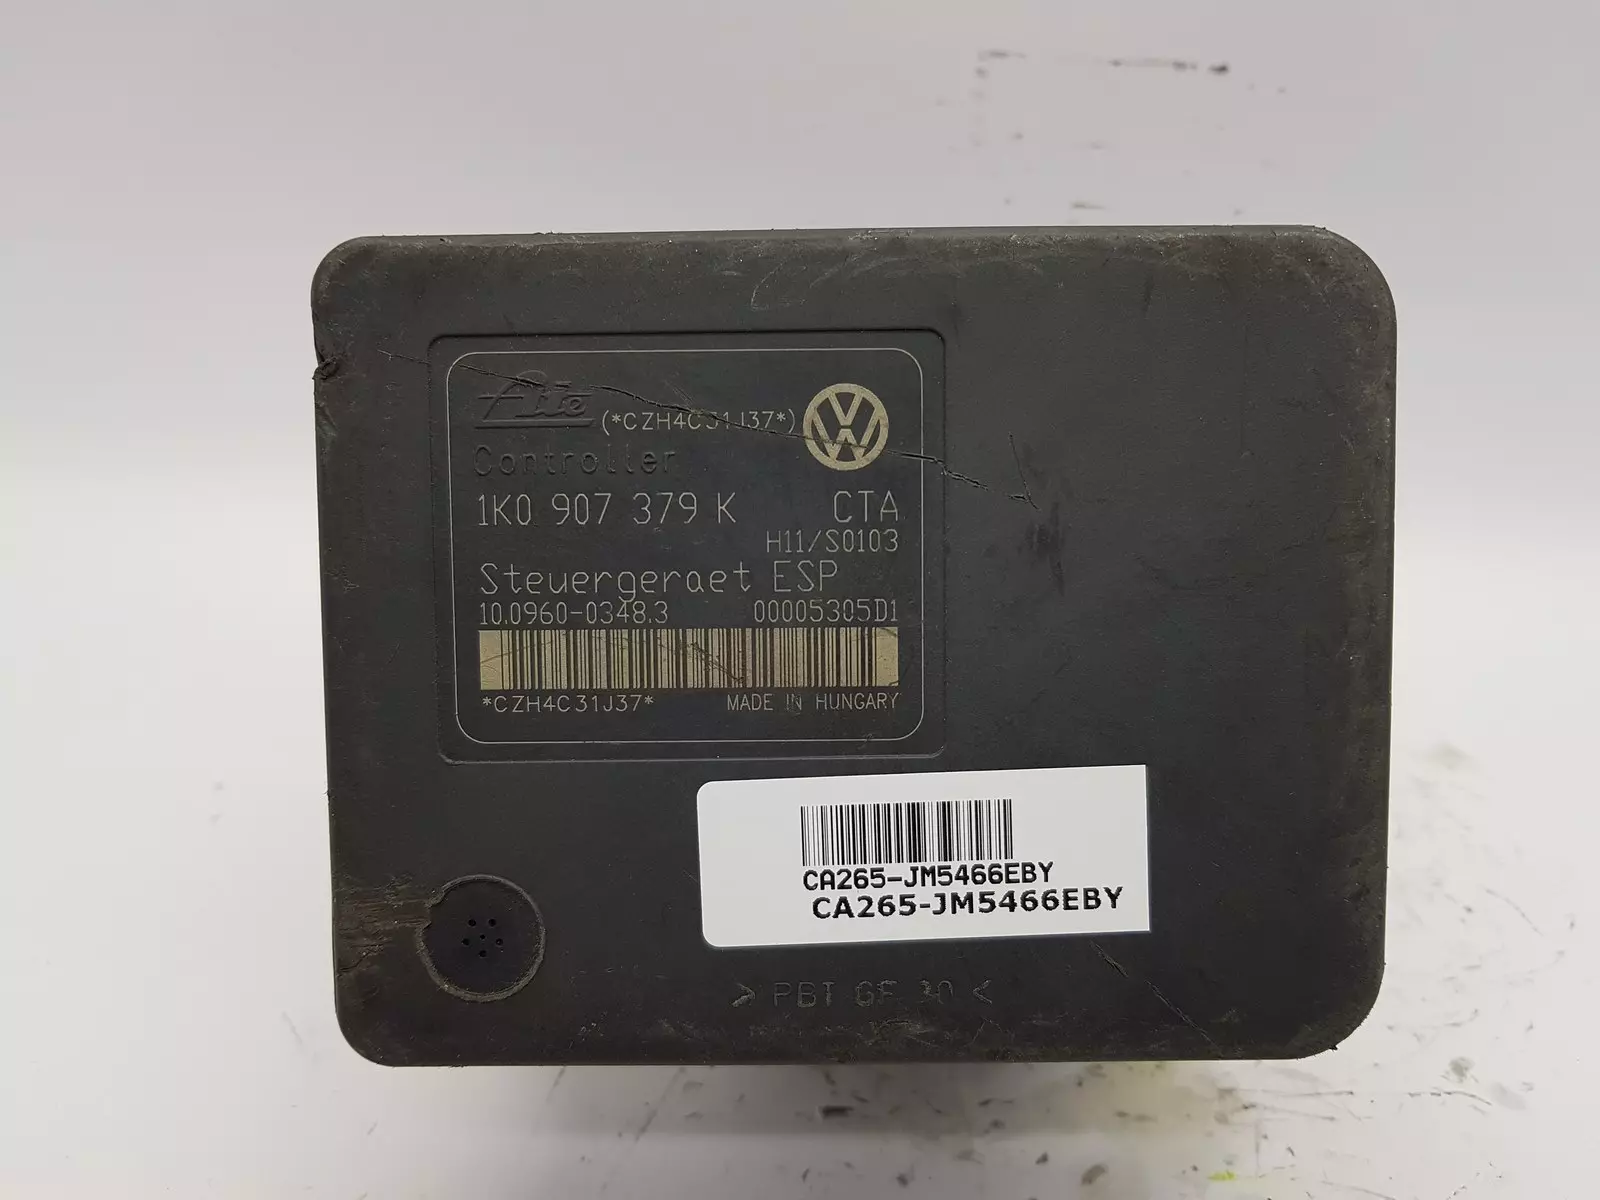 Ate (*CZH4C31J37*)
Controller
1K0 907 379 K CTA
H11/S0103
Steuergeraet ESP
10.0960-0348.3 00005305D1
*CZH4C31J37* MADE IN HUNGARY
CA265-JM5466EBY
CA265-JM5466EBY
> PBT GF 30 <